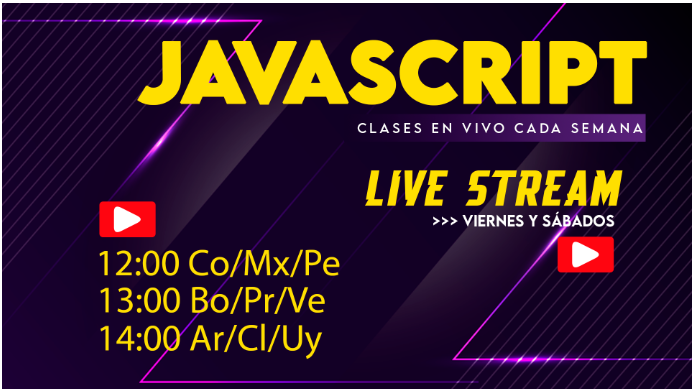 JAVASCRIPT
CLASES EN VIVO CADA SEMANA
LIVE STREAM
>>> VIERNES Y SÁBADOS
12:00 Co/Mx/Pe
13:00 Bo/Pr/Ve
14:00 Ar/Cl/Uy